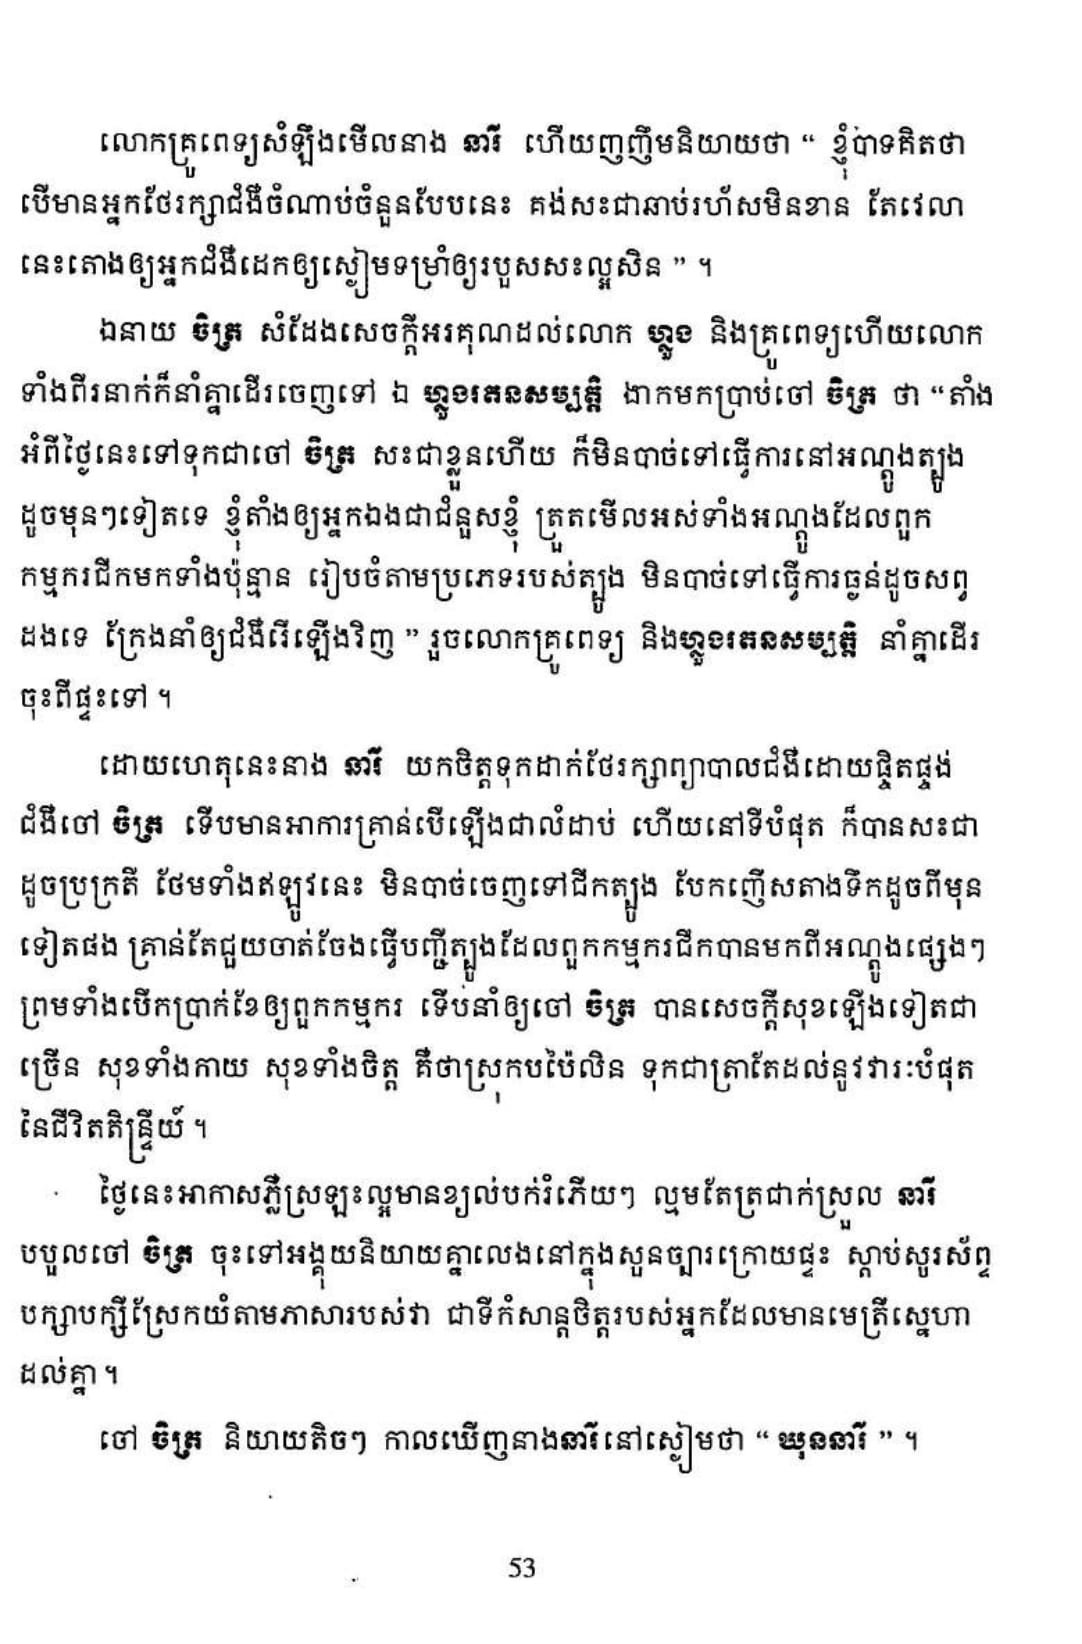 លោកគ្រូពេទ្យសំឡឹងមើលនាង នារី ហើយញញឹមនិយាយថា “ ខ្ញុំបាទគិតថា
បើមានអ្នកថែរក្សាជំងឺចំណាប់ចំនួនបែបនេះ គង់សះជាឆាប់រហ័សមិនខាន តែវេលា
នេះតោងឲ្យអ្នកជំងឺដេកឲ្យស្ងៀមទម្រាំឲ្យរបួសសះល្អសិន ” ។
ឯនាយ ចិត្រ សំដែងសេចក្ដីអរគុណដល់លោក ហ្លួង និងគ្រូពេទ្យហើយលោក
ទាំងពីរនាក់ក៏នាំគ្នាដើរចេញទៅ ឯ ហ្លួងរតនសម្បត្តិ ងាកមកប្រាប់ចៅ ចិត្រ ថា “តាំង
អំពីថ្ងៃនេះទៅទុកជាចៅ ចិត្រ សះជាខ្លួនហើយ ក៏មិនបាច់ទៅធ្វើការនៅអណ្ដូងត្បូង
ដូចមុនៗទៀតទេ ខ្ញុំតាំងឲ្យអ្នកឯងជាជំនួសខ្ញុំ ត្រួតមើលអស់ទាំងអណ្ដូងដែលពួក
កម្មករជីកមកទាំងប៉ុន្មាន រៀបចំតាមប្រភេទរបស់ត្បូង មិនបាច់ទៅធ្វើការធ្ងន់ដូចសព្វ
ដងទេ ក្រែងនាំឲ្យជំងឺរើឡើងវិញ ” រួចលោកគ្រូពេទ្យ និងហ្លួងរតនសម្បត្តិ នាំគ្នាដើរ
ចុះពីផ្ទះទៅ ។
ដោយហេតុនេះនាង នារី យកចិត្តទុកដាក់ថែរក្សាព្យាបាលជំងឺដោយផ្ចិតផ្ចង់
ជំងឺចៅ ចិត្រ ទើបមានអាការគ្រាន់បើឡើងជាលំដាប់ ហើយនៅទីបំផុត ក៏បានសះជា
ដូចប្រក្រតី ថែមទាំងឥឡូវនេះ មិនបាច់ចេញទៅជីកត្បូង បែកញើសតាងទឹកដូចពីមុន
ទៀតផង គ្រាន់តែជួយចាត់ចែងធ្វើបញ្ជីត្បូងដែលពួកកម្មករជីកបានមកពីអណ្ដូងផ្សេងៗ
ព្រមទាំងបើកប្រាក់ខែឲ្យពួកកម្មករ ទើបនាំឲ្យចៅ ចិត្រ បានសេចក្ដីសុខឡើងទៀតជា
ច្រើន សុខទាំងកាយ សុខទាំងចិត្ត គឺថាស្រុកបប៉ៃលិន ទុកជាត្រាតែដល់នូវវារៈបំផុត
នៃជីវិតតិន្ទ្រីយ៍ ។
ថ្ងៃនេះអាកាសភ្លឺស្រឡះល្អមានខ្យល់បក់រំភើយៗ ល្មមតែត្រជាក់ស្រួល នារី
បបួលចៅ ចិត្រ ចុះទៅអង្គុយនិយាយគ្នាលេងនៅក្នុងសួនច្បារក្រោយផ្ទះ ស្ដាប់សូរស័ព្ទ
បក្សាបក្សីស្រែកយំតាមភាសារបស់វា ជាទីកំសាន្តចិត្តរបស់អ្នកដែលមានមេត្រីស្នេហា
ដល់គ្នា ។
ចៅ ចិត្រ និយាយតិចៗ កាលឃើញនាងនារីនៅស្ងៀមថា “ ឃុននារី ” ។
53